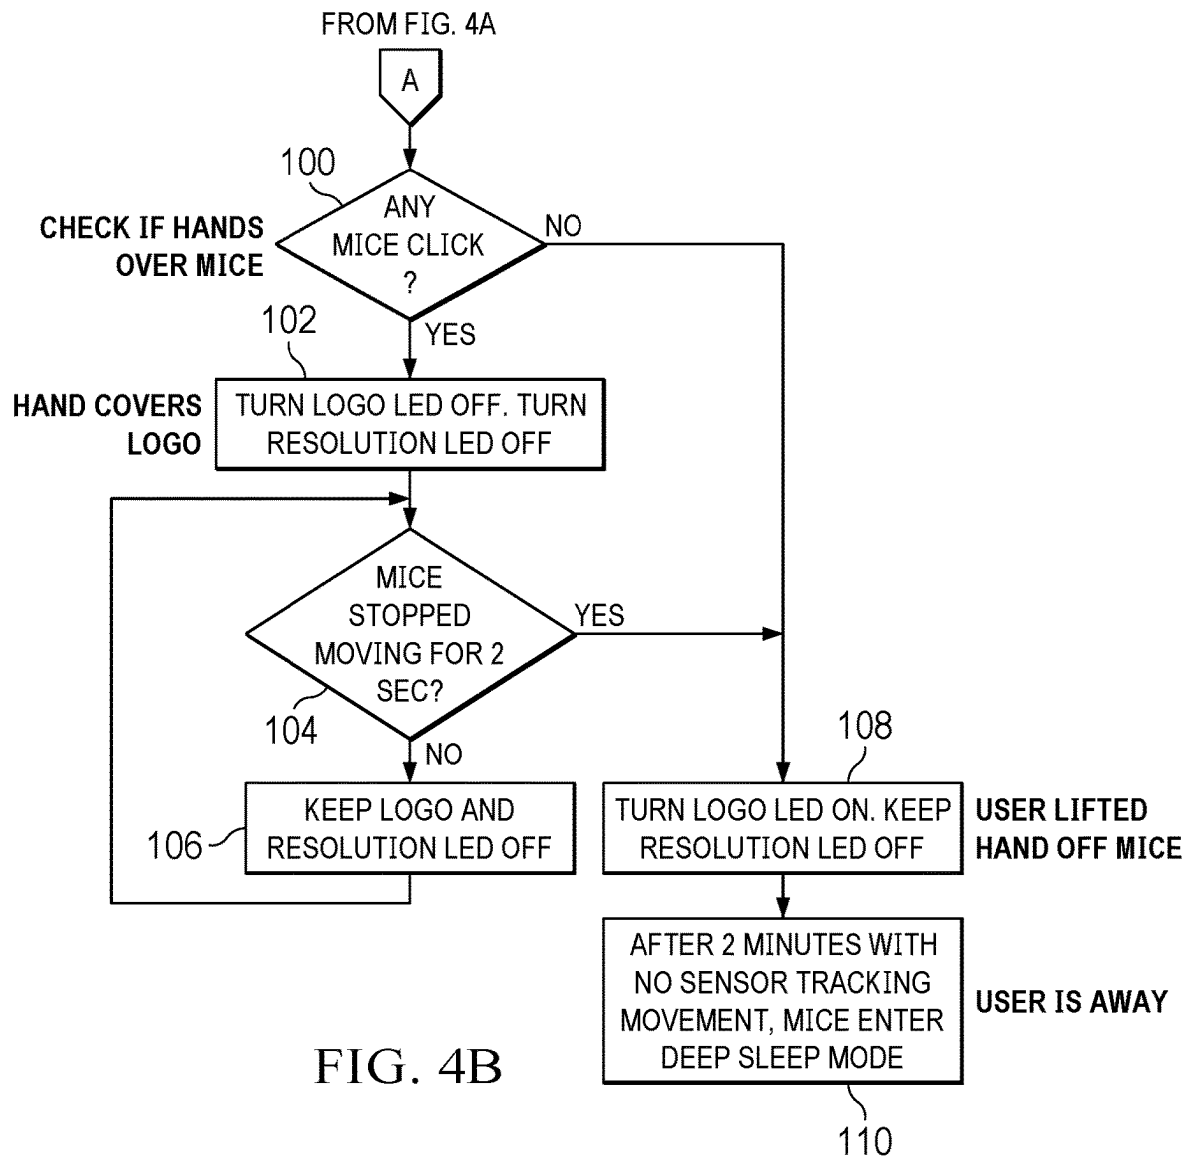 FROM FIG. 4A
A
100
CHECK IF HANDS
OVER MICE
ANY
MICE CLICK
?
NO
YES
102
HAND COVERS
LOGO
TURN LOGO LED OFF. TURN
RESOLUTION LED OFF
MICE
STOPPED
MOVING FOR 2
SEC?
YES
104
NO
106
KEEP LOGO AND
RESOLUTION LED OFF
108
TURN LOGO LED ON. KEEP
RESOLUTION LED OFF
USER LIFTED
HAND OFF MICE
AFTER 2 MINUTES WITH
NO SENSOR TRACKING
MOVEMENT, MICE ENTER
DEEP SLEEP MODE
USER IS AWAY
110
FIG. 4B